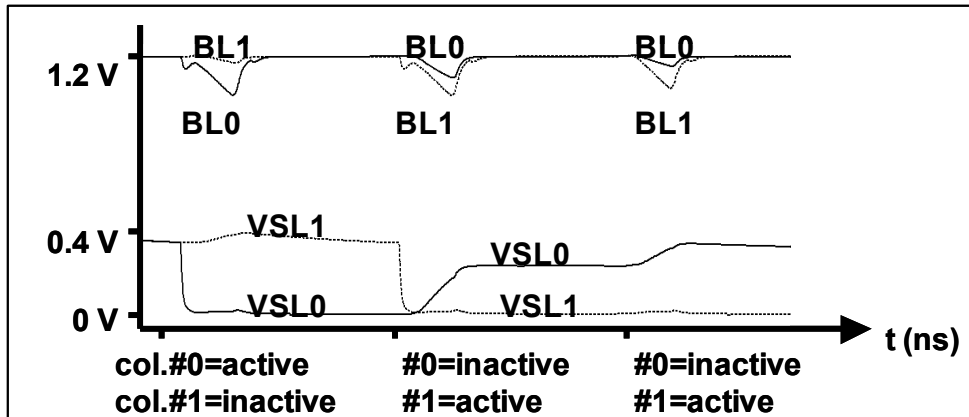 BL1 BL0 BL0
1.2 V
BL0 BL1 BL1
VSL1
0.4 V
VSL0
VSL0 VSL1
0 V
t (ns)
col.#0=active #0=inactive #0=inactive
col.#1=inactive #1=active #1=active